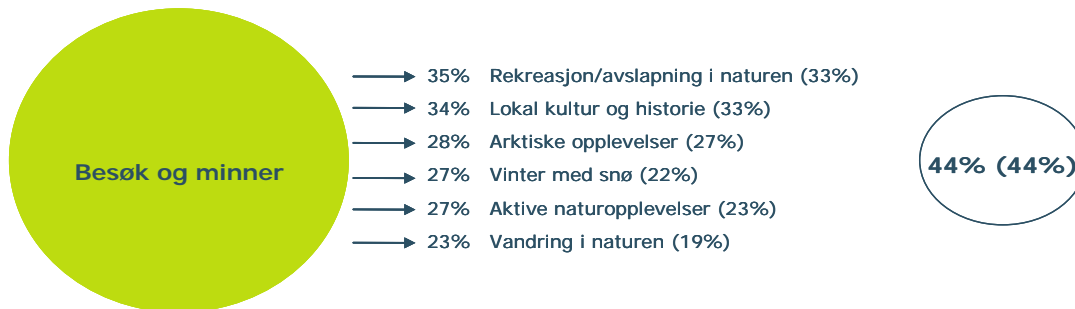 Besøk og minner
35% Rekreasjon/avslapning i naturen (33%)
34% Lokal kultur og historie (33%)
28% Arktiske opplevelser (27%)
27% Vinter med snø (22%)
27% Aktive naturopplevelser (23%)
23% Vandring i naturen (19%)
44% (44%)